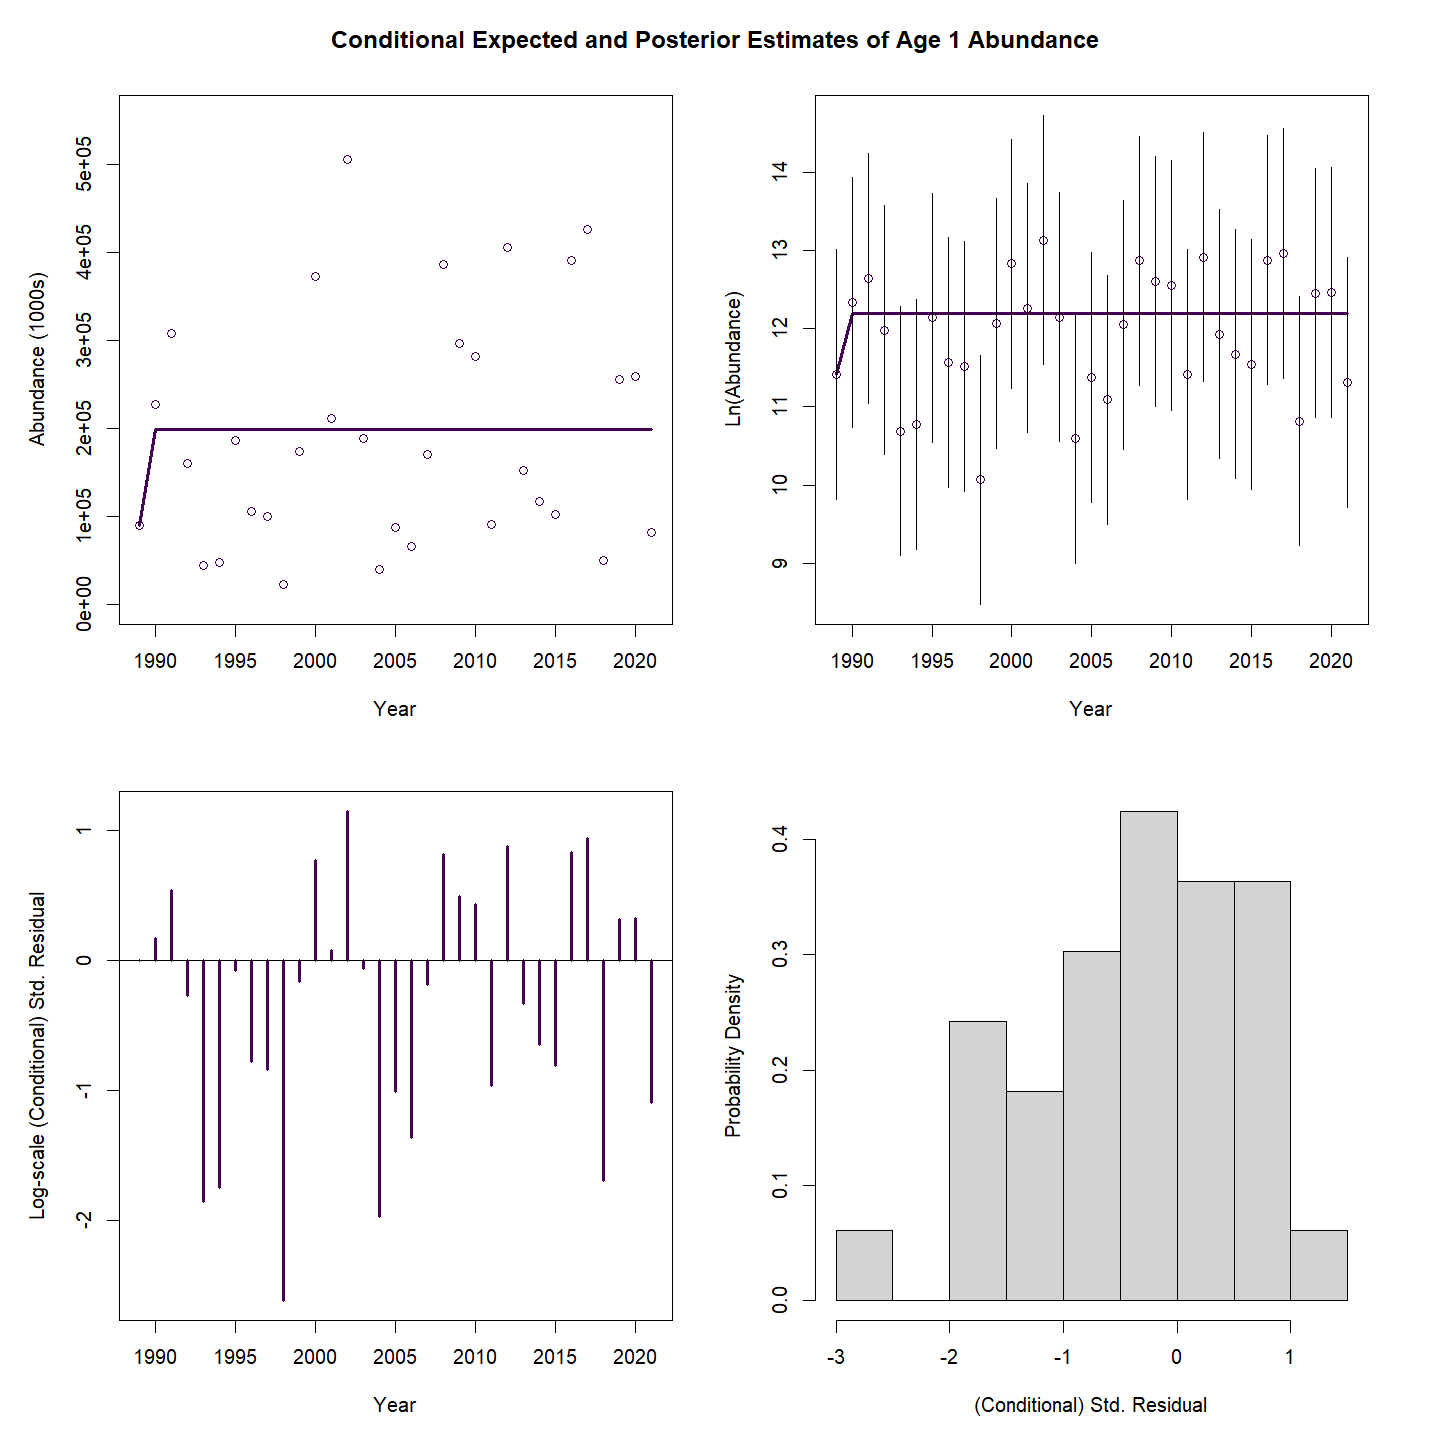 Conditional Expected and Posterior Estimates of Age 1 Abundance
Abundance (1000s)
0e+00 1e+05 2e+05 3e+05 4e+05 5e+05
1990 1995 2000 2005 2010 2015 2020
Year
Ln(Abundance)
9 10 11 12 13 14
1990 1995 2000 2005 2010 2015 2020
Year
Log-scale (Conditional) Std. Residual
-2 -1 0 1
1990 1995 2000 2005 2010 2015 2020
Year
Probability Density
0.0 0.1 0.2 0.3 0.4
-3 -2 -1 0 1
(Conditional) Std. Residual